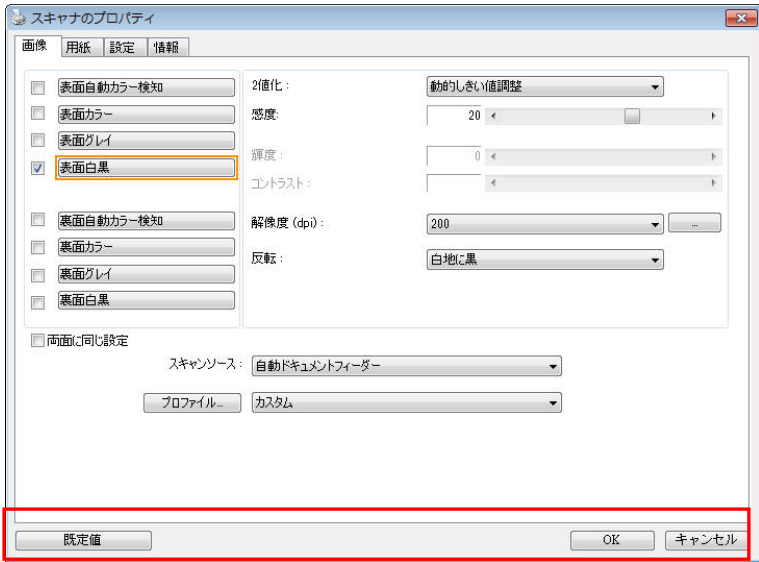 スキャナのプロパティ
画像 用紙 設定 情報
表面自動カラー検知
表面カラー
表面グレイ
表面白黒
裏面自動カラー検知
裏面カラー
裏面グレイ
裏面白黒
2値化： 動的しきい値調整
感度: 20
輝度： 0
コントラスト：
解像度 (dpi)： 200 ...
反転： 白地に黒
両面に同じ設定
スキャンソース： 自動ドキュメントフィーダー
プロファイル... カスタム
既定値 OK キャンセル